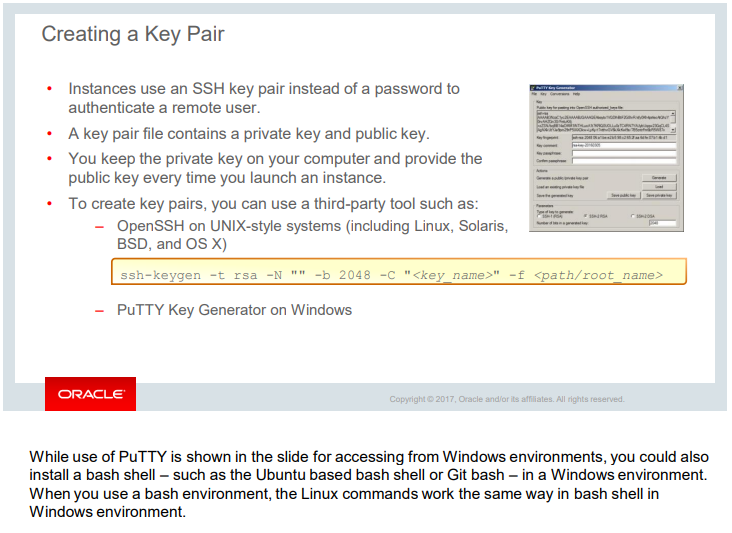 Creating a Key Pair
• Instances use an SSH key pair instead of a password to
authenticate a remote user.
• A key pair file contains a private key and public key.
• You keep the private key on your computer and provide the
public key every time you launch an instance.
• To create key pairs, you can use a third-party tool such as:
– OpenSSH on UNIX-style systems (including Linux, Solaris,
BSD, and OS X)
ssh-keygen -t rsa -N "" -b 2048 -C "<key_name>" -f <path/root_name>
– PuTTY Key Generator on Windows
PuTTY Key Generator
File Key Conversions Help
Key
Public key for pasting into OpenSSH authorized_keys file:
Key fingerprint:
Key comment:
Key passphrase:
Confirm passphrase:
Actions
Generate a public/private key pair
Generate
Load an existing private key file
Load
Save the generated key
Save public key
Save private key
Parameters
Type of key to generate:
SSH-1 (RSA)
SSH-2 RSA
SSH-2 DSA
Number of bits in a generated key:
2048
ORACLE
Copyright © 2017, Oracle and/or its affiliates. All rights reserved.
While use of PuTTY is shown in the slide for accessing from Windows environments, you could also
install a bash shell – such as the Ubuntu based bash shell or Git bash – in a Windows environment.
When you use a bash environment, the Linux commands work the same way in bash shell in
Windows environment.